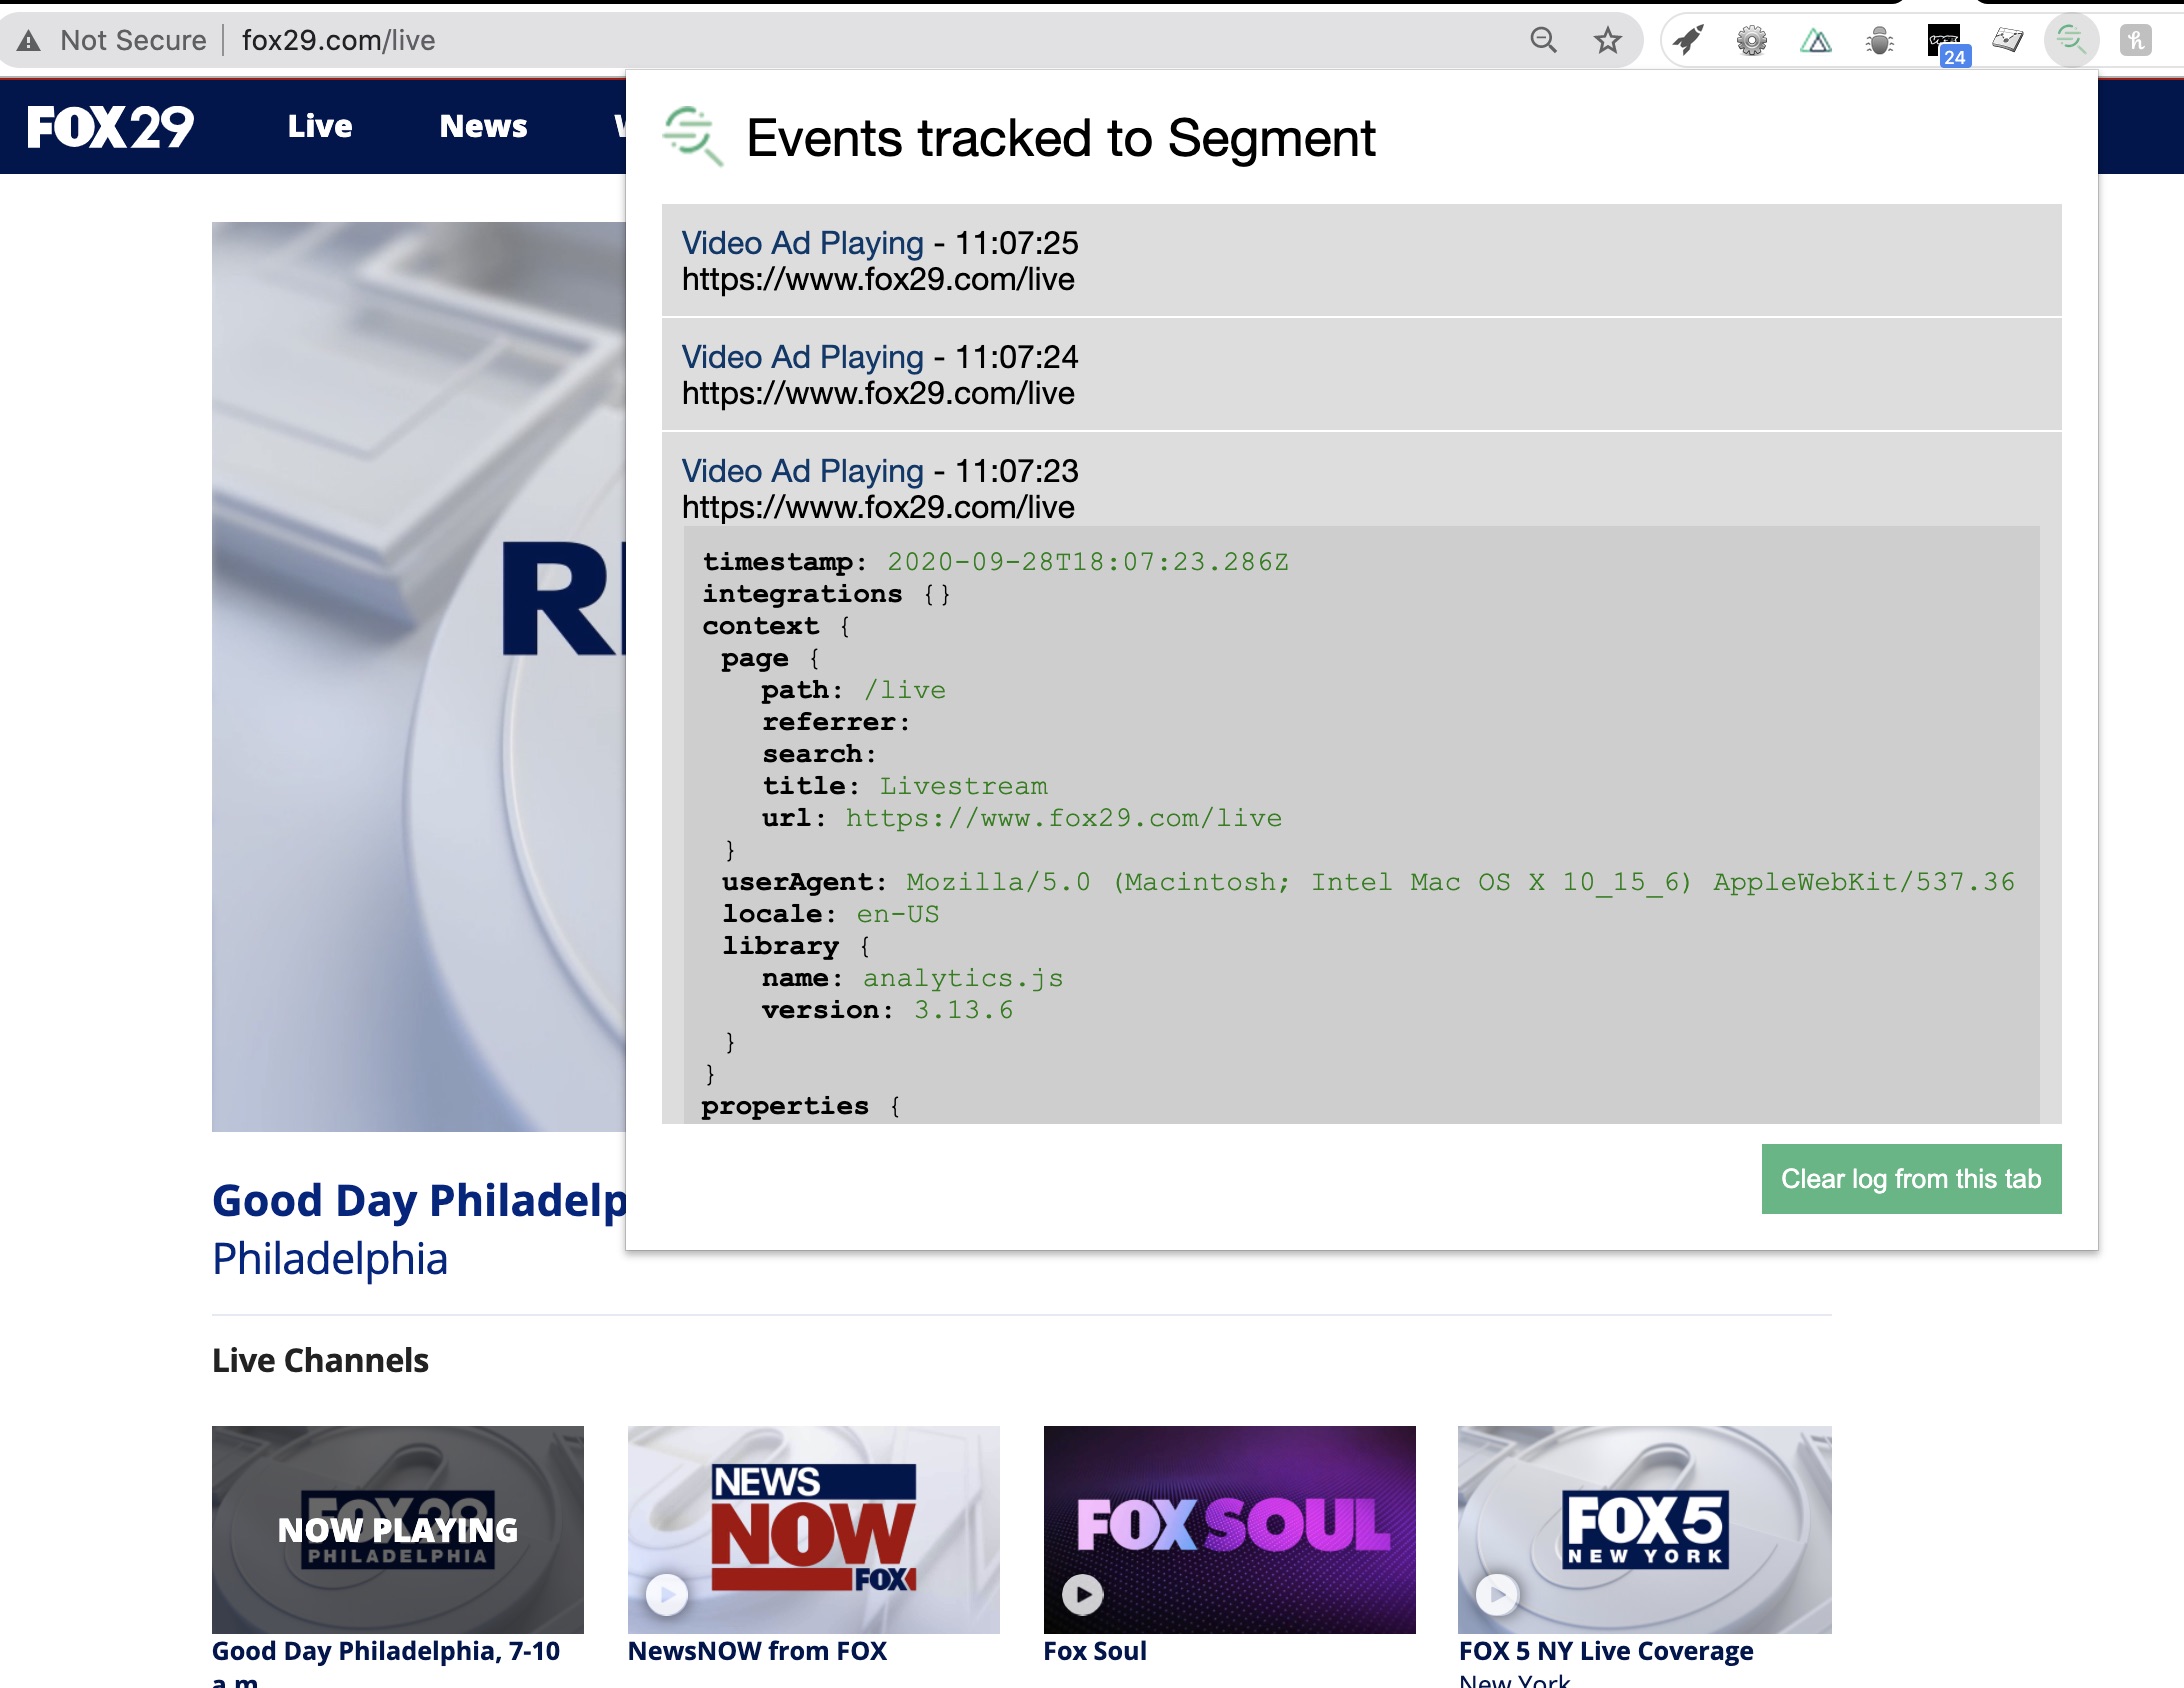 Not Secure | fox29.com/live
24
FOX29
Live
News
Events tracked to Segment
Video Ad Playing - 11:07:25
https://www.fox29.com/live
Video Ad Playing - 11:07:24
https://www.fox29.com/live
Video Ad Playing - 11:07:23
https://www.fox29.com/live
timestamp: 2020-09-28T18:07:23.286Z
integrations {}
context {
page {
path: /live
referrer:
search:
title: Livestream
url: https://www.fox29.com/live
}
userAgent: Mozilla/5.0 (Macintosh; Intel Mac OS X 10_15_6) AppleWebKit/537.36
locale: en-US
library {
name: analytics.js
version: 3.13.6
}
}
properties {
Clear log from this tab
Good Day Philadelp
Philadelphia
Live Channels
NOW PLAYING
PHILADELPHIA
NEWS
NOW
FOX
FOX SOUL
FOX 5
NEW YORK
Good Day Philadelphia, 7-10
a.m.
NewsNOW from FOX
Fox Soul
FOX 5 NY Live Coverage
New York